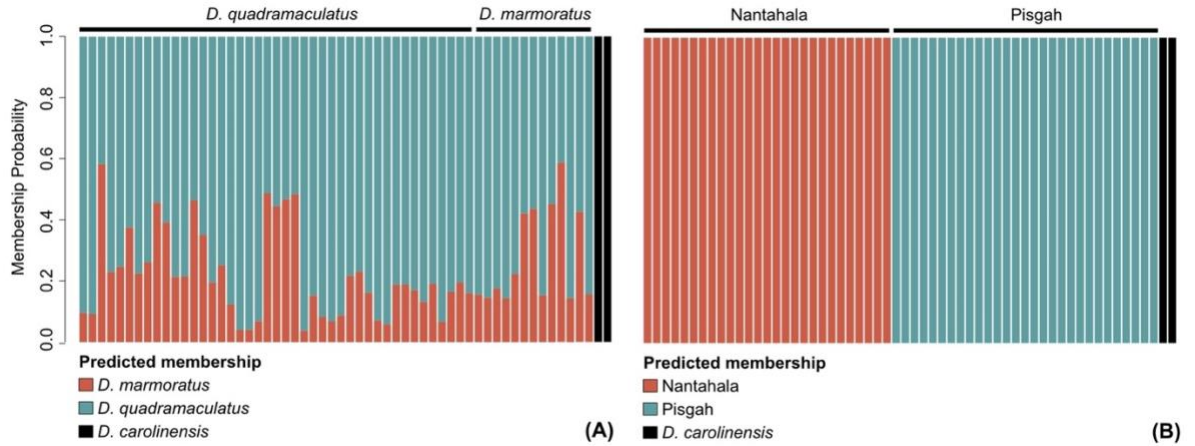 D. quadramaculatus
D. marmoratus
Membership Probability
1.0
0.8
0.6
0.4
0.2
0.0
Predicted membership
D. marmoratus
D. quadramaculatus
D. carolinensis
(A)
Nantahala
Pisgah
Predicted membership
Nantahala
Pisgah
D. carolinensis
(B)